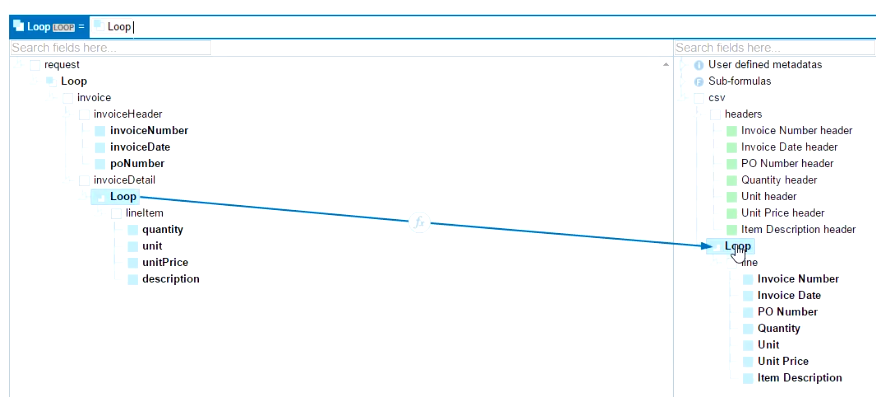 Loop LOOP = Loop
Search fields here...
request
Loop
invoice
invoiceHeader
invoiceNumber
invoiceDate
poNumber
invoiceDetail
Loop
lineItem
quantity
unit
unitPrice
description
fx
Search fields here...
User defined metadatas
Sub-formulas
csv
headers
Invoice Number header
Invoice Date header
PO Number header
Quantity header
Unit header
Unit Price header
Item Description header
Loop
line
Invoice Number
Invoice Date
PO Number
Quantity
Unit
Unit Price
Item Description